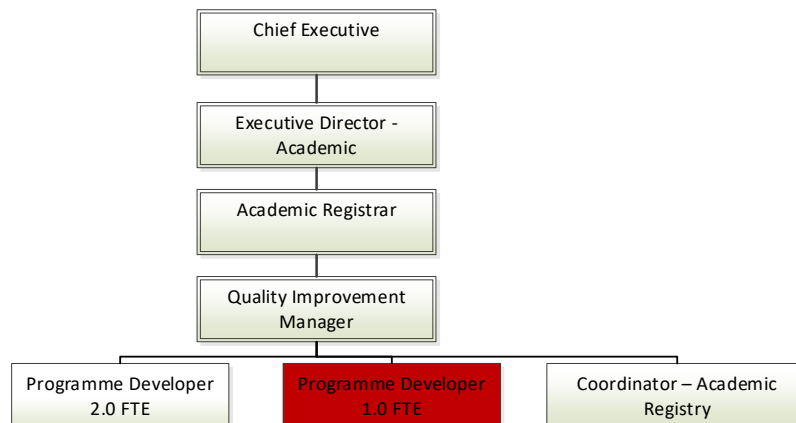 Chief Executive
Executive Director -
Academic
Academic Registrar
Quality Improvement
Manager
Programme Developer
2.0 FTE
Programme Developer
1.0 FTE
Coordinator – Academic
Registry